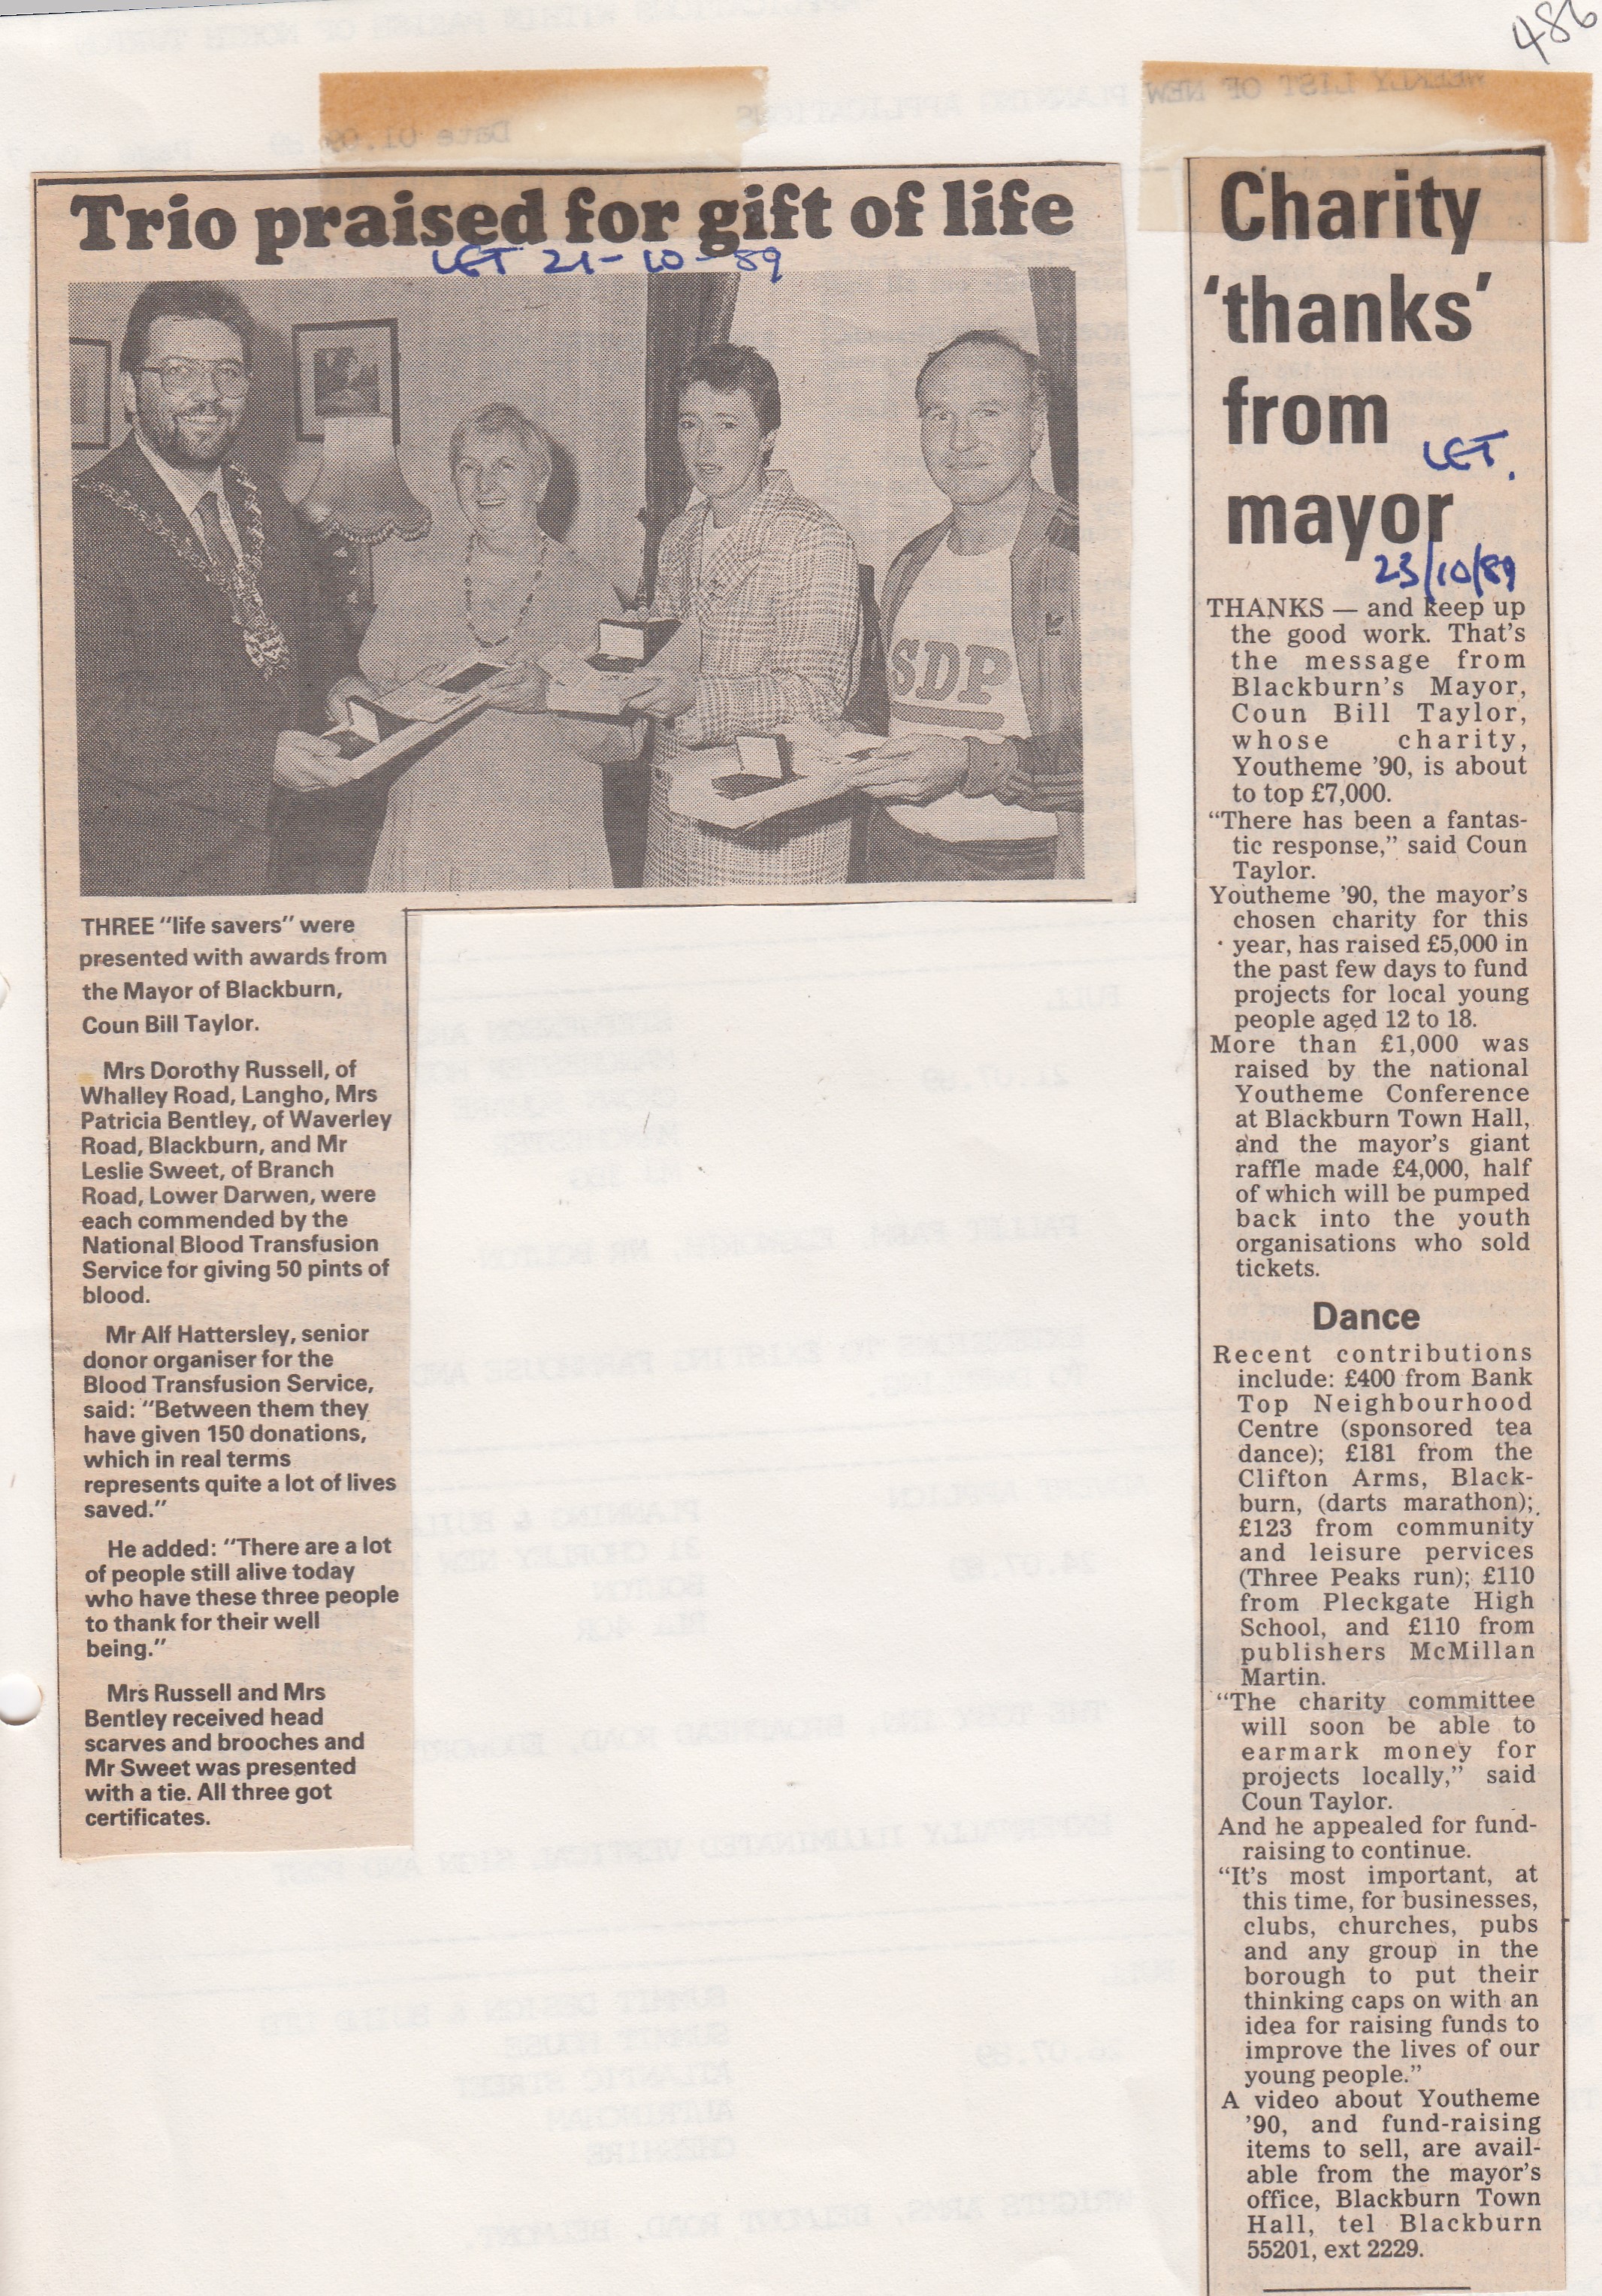 486
Trio praised for gift of life
LET 21-10-89
SDP
THREE "life savers" were
presented with awards from
the Mayor of Blackburn,
Coun Bill Taylor.
Mrs Dorothy Russell, of
Whalley Road, Langho, Mrs
Patricia Bentley, of Waverley
Road, Blackburn, and Mr
Leslie Sweet, of Branch
Road, Lower Darwen, were
each commended by the
National Blood Transfusion
Service for giving 50 pints of
blood.
Mr Alf Hattersley, senior
donor organiser for the
Blood Transfusion Service,
said: "Between them they
have given 150 donations,
which in real terms
represents quite a lot of lives
saved."
He added: "There are a lot
of people still alive today
who have these three people
to thank for their well
being."
Mrs Russell and Mrs
Bentley received head
scarves and brooches and
Mr Sweet was presented
with a tie. All three got
certificates.
Charity
'thanks'
from
mayor
LET.
23/10/89
THANKS — and keep up
the good work. That's
the message from
Blackburn's Mayor,
Coun Bill Taylor,
whose charity,
Youtheme '90, is about
to top £7,000.
"There has been a fantas-
tic response," said Coun
Taylor.
Youtheme '90, the mayor's
chosen charity for this
year, has raised £5,000 in
the past few days to fund
projects for local young
people aged 12 to 18.
More than £1,000 was
raised by the national
Youtheme Conference
at Blackburn Town Hall,
and the mayor's giant
raffle made £4,000, half
of which will be pumped
back into the youth
organisations who sold
tickets.
Dance
Recent contributions
include: £400 from Bank
Top Neighbourhood
Centre (sponsored tea
dance); £181 from the
Clifton Arms, Black-
burn, (darts marathon);
£123 from community
and leisure pervices
(Three Peaks run); £110
from Pleckgate High
School, and £110 from
publishers McMillan
Martin.
"The charity committee
will soon be able to
earmark money for
projects locally," said
Coun Taylor.
And he appealed for fund-
raising to continue.
"It's most important, at
this time, for businesses,
clubs, churches, pubs
and any group in the
borough to put their
thinking caps on with an
idea for raising funds to
improve the lives of our
young people."
A video about Youtheme
'90, and fund-raising
items to sell, are avail-
able from the mayor's
office, Blackburn Town
Hall, tel Blackburn
55201, ext 2229.